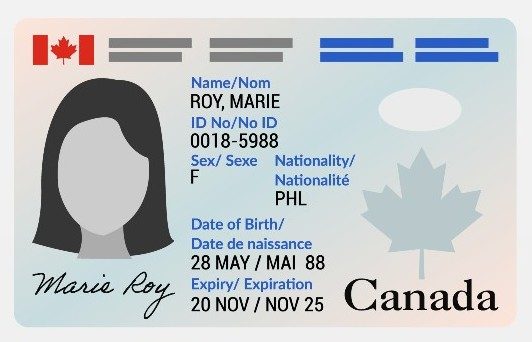 Name/Nom
ROY, MARIE
ID No/No ID
0018-5988
Sex/ Sexe Nationality/
Nationalité
F
PHL
Date of Birth/
Date de naissance
28 MAY / MAI 88
Expiry/ Expiration
20 NOV / NOV 25
Marie Roy
Canada